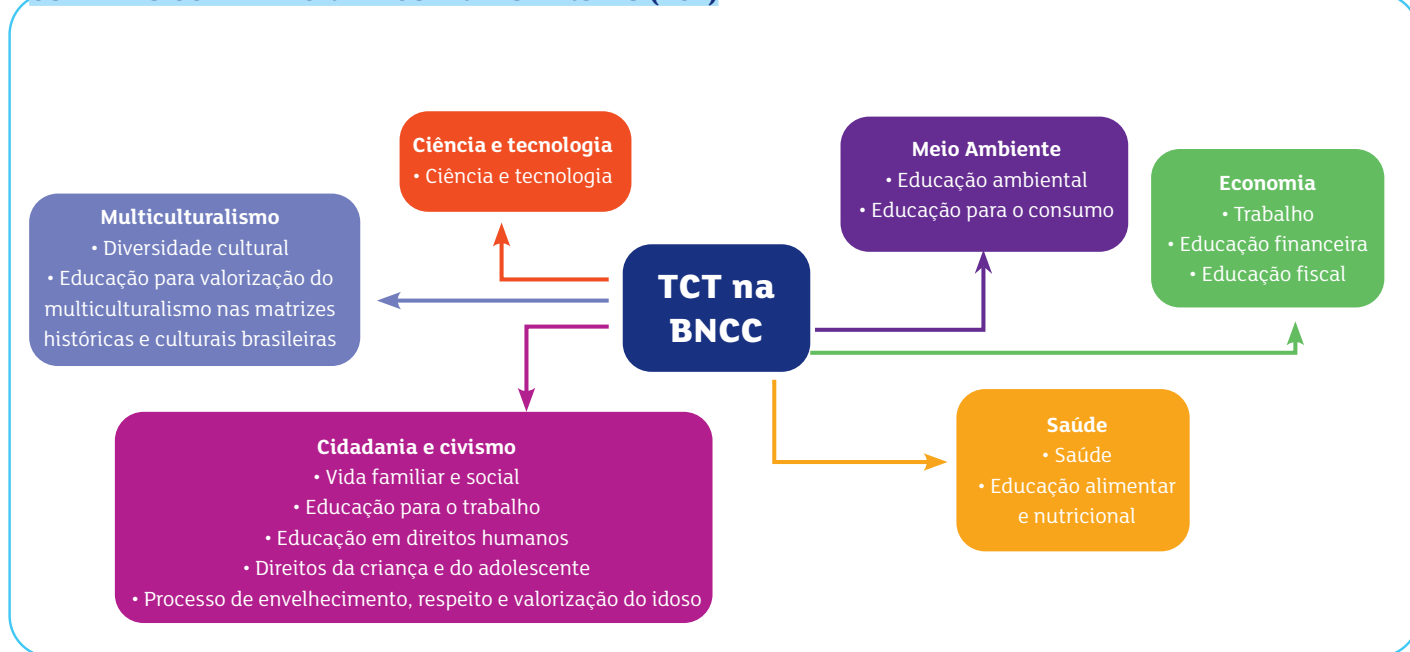 Ciência e tecnologia
• Ciência e tecnologia
Meio Ambiente
• Educação ambiental
• Educação para o consumo
Economia
• Trabalho
• Educação financeira
• Educação fiscal
Multiculturalismo
• Diversidade cultural
• Educação para valorização do
multiculturalismo nas matrizes
históricas e culturais brasileiras
TCT na
BNCC
Cidadania e civismo
• Vida familiar e social
• Educação para o trabalho
• Educação em direitos humanos
• Direitos da criança e do adolescente
• Processo de envelhecimento, respeito e valorização do idoso
Saúde
• Saúde
• Educação alimentar
e nutricional